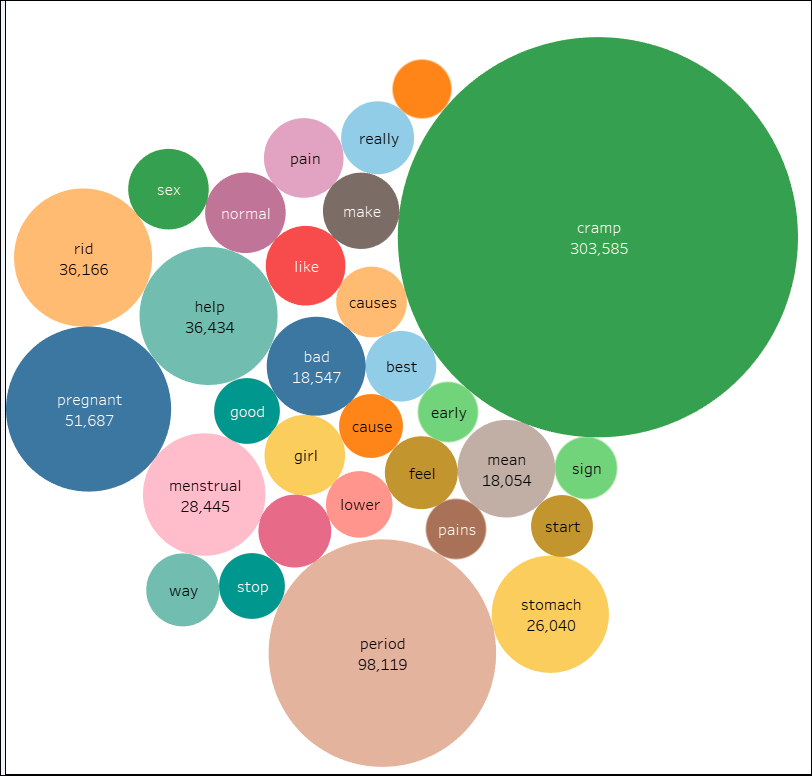 really
pain
sex
make
normal
cramp
303,585
rid
36,166
like
help
36,434
causes
bad
18,547
best
pregnant
51,687
good
early
cause
girl
mean
18,054
sign
feel
menstrual
28,445
lower
start
pains
way
stop
stomach
26,040
period
98,119